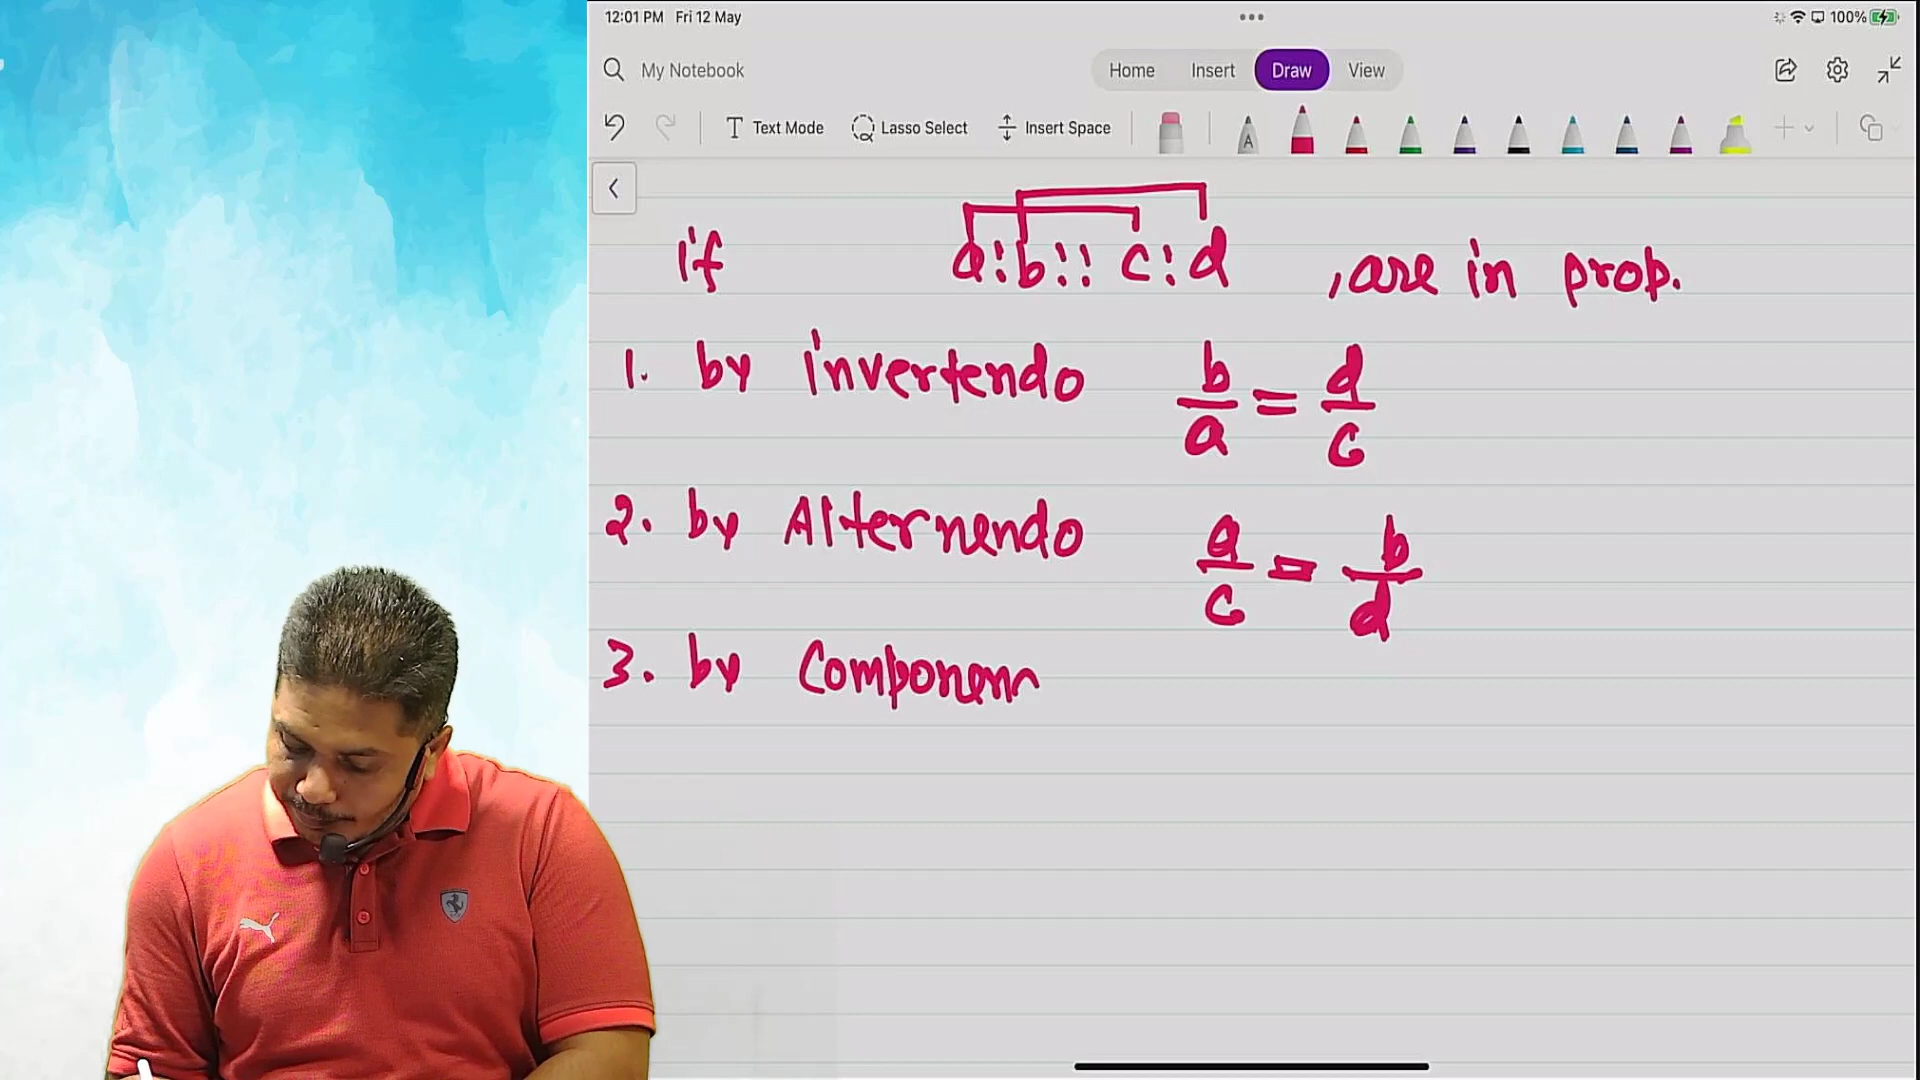 12:01 PM Fri 12 May 100%
My Notebook Home Insert Draw View
Text Mode Lasso Select Insert Space A
if a:b:: c:d , are in prop.
1. by invertendo b/a = d/c
2. by Alternendo a/c = b/d
3. by Componen